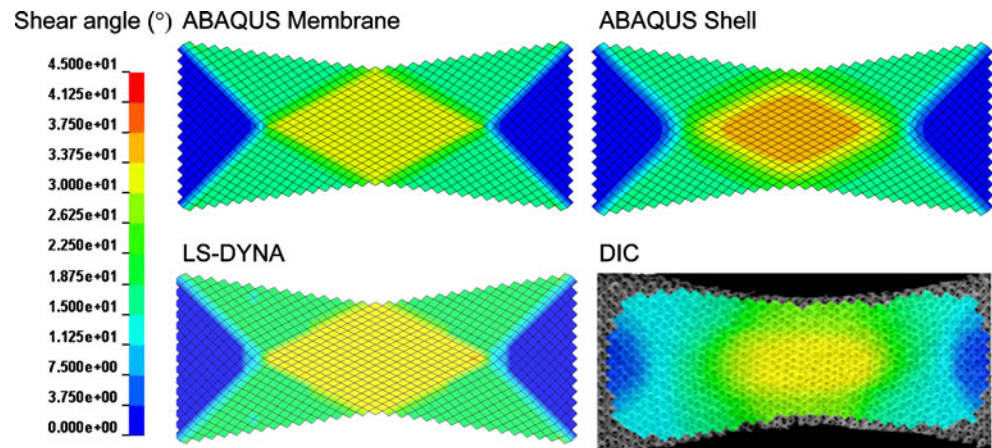 Shear angle (°)
ABAQUS Membrane
ABAQUS Shell
4.500e+01
4.125e+01
3.750e+01
3.375e+01
3.000e+01
2.625e+01
2.250e+01
1.875e+01
1.500e+01
1.125e+01
7.500e+00
3.750e+00
0.000e+00
LS-DYNA
DIC